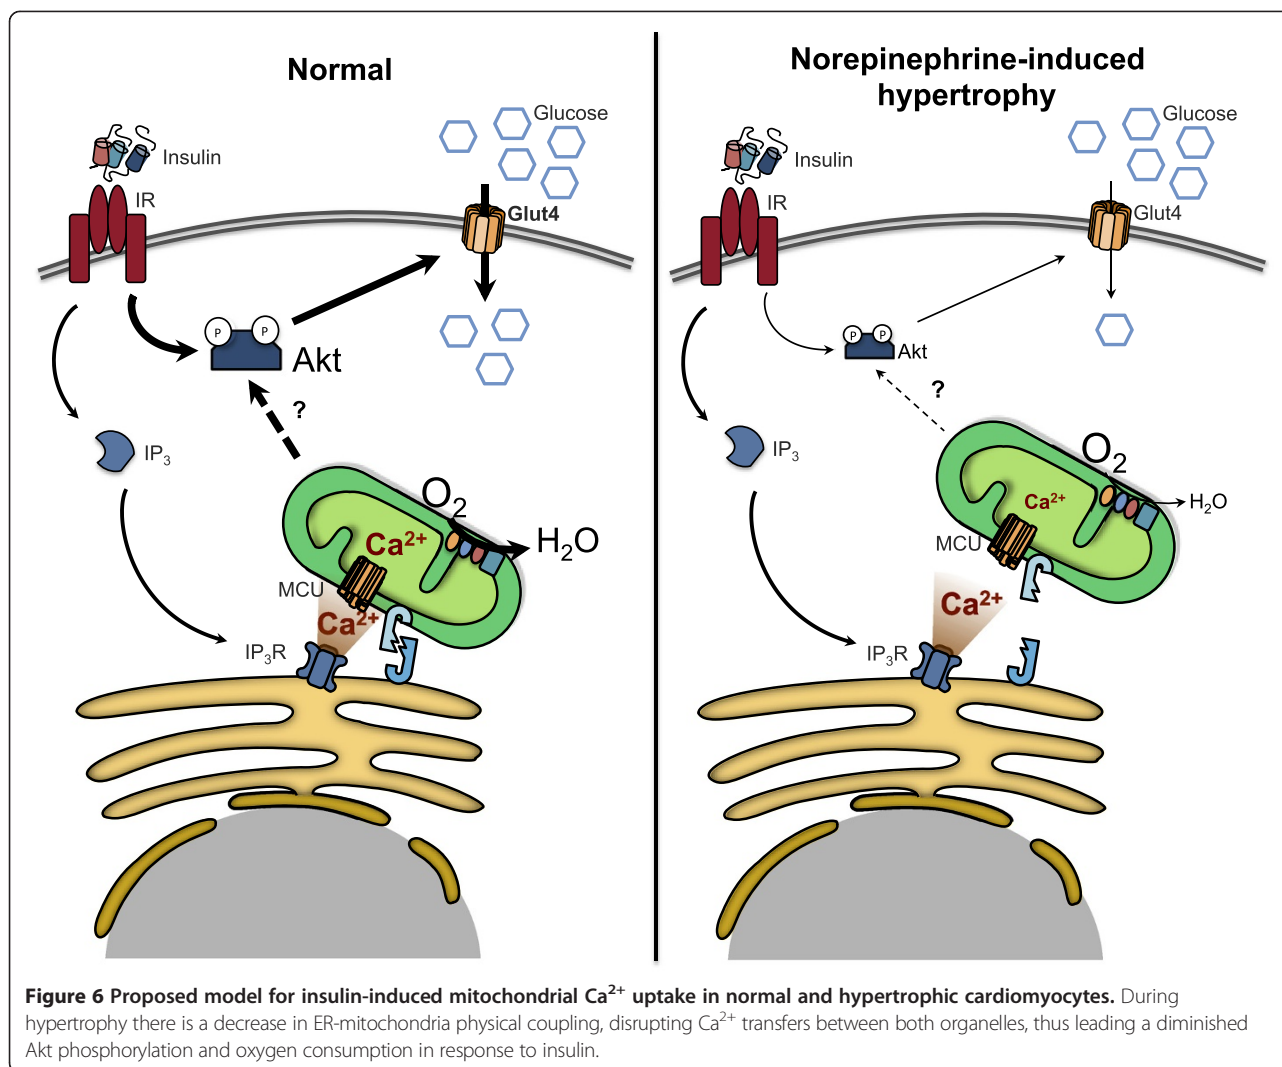 Normal
Glucose
Insulin
IR
Glut4
P
P
Akt
?
IP3
O2
Ca2+
H2O
MCU
Ca2+
IP3R
Norepinephrine-induced
hypertrophy
Glucose
Insulin
IR
Glut4
P
P
Akt
?
IP3
O2
Ca2+
H2O
MCU
Ca2+
IP3R
Figure 6 Proposed model for insulin-induced mitochondrial Ca2+ uptake in normal and hypertrophic cardiomyocytes. During
hypertrophy there is a decrease in ER-mitochondria physical coupling, disrupting Ca2+ transfers between both organelles, thus leading a diminished
Akt phosphorylation and oxygen consumption in response to insulin.